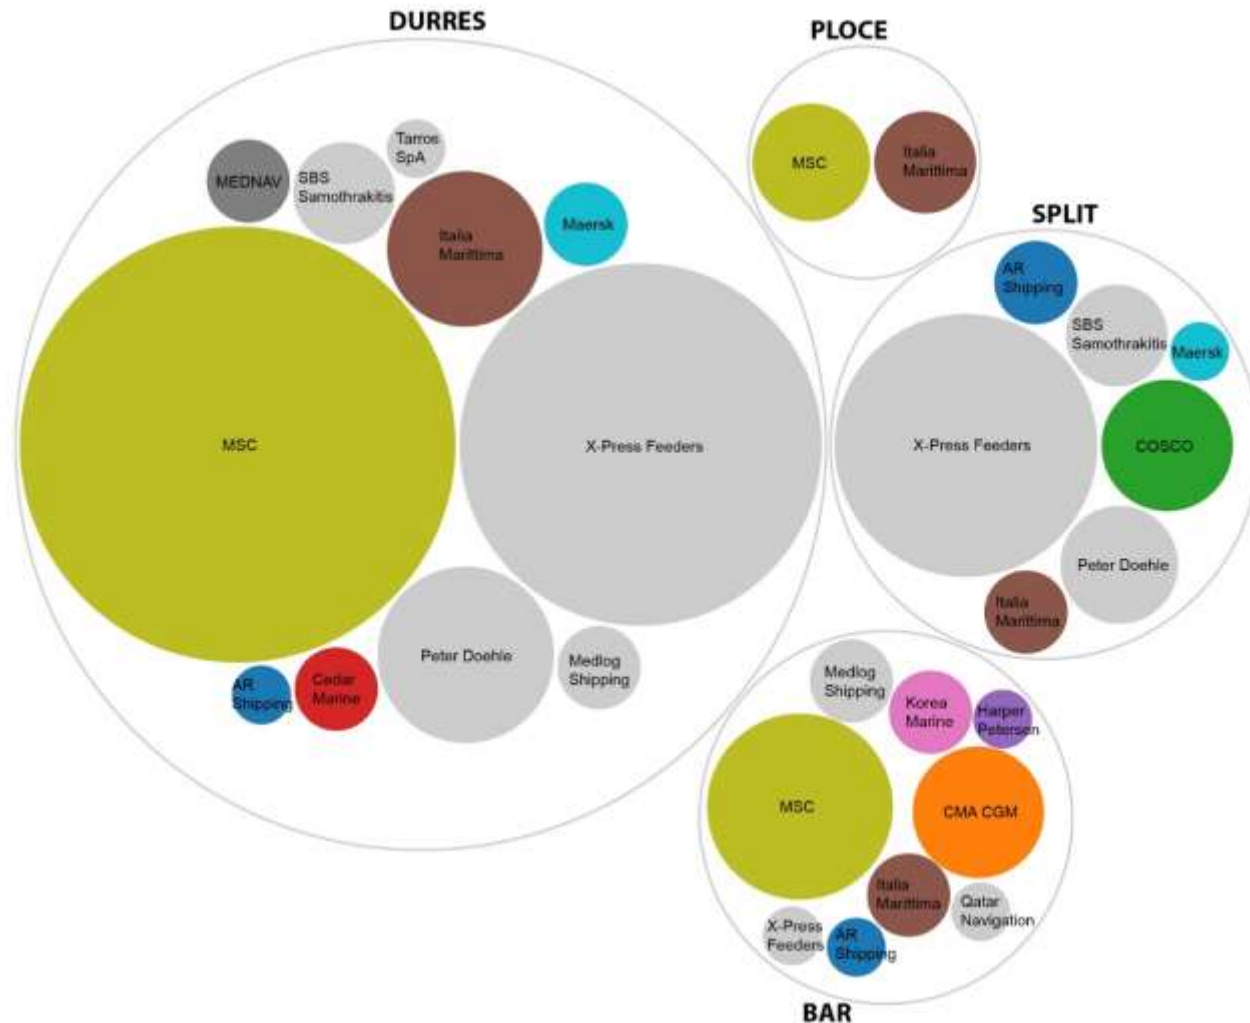 DURRES
Tarros
SpA
MEDNAV
SBS
Samothrakitis
Italia
Marittima
Maersk
MSC
X-Press Feeders
Peter Doehle
Medlog
Shipping
AR
Shipping
Cedar
Marine
PLOCE
MSC
Italia
Marittima
SPLIT
AR
Shipping
SBS
Samothrakitis
Maersk
X-Press Feeders
COSCO
Peter Doehle
Italia
Marittima
Medlog
Shipping
Korea
Marine
Harper
Petersen
MSC
CMA CGM
Italia
Marittima
Qatar
Navigation
X-Press
Feeders
AR
Shipping
BAR